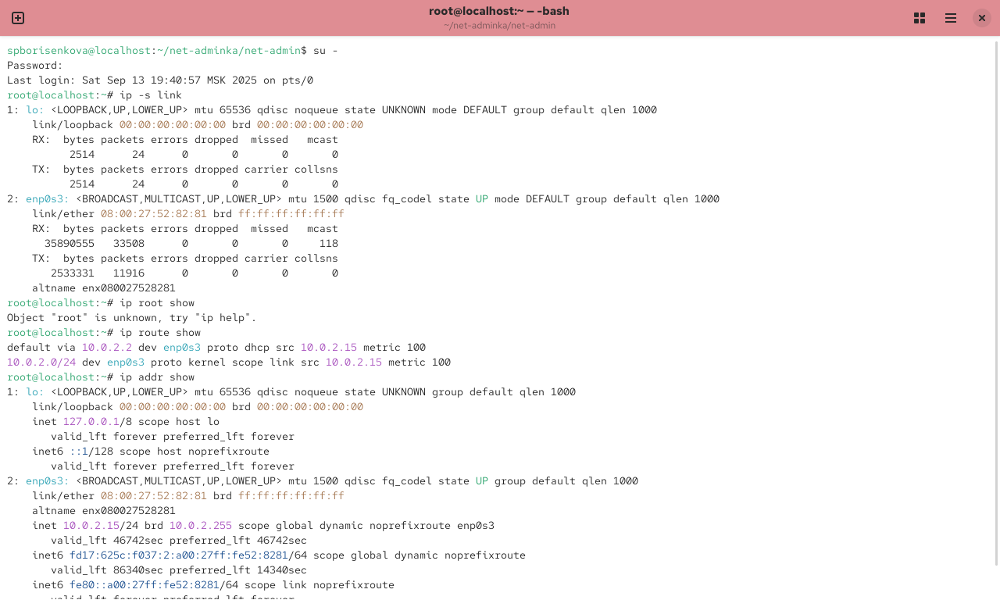 root@localhost:~ — -bash
~/net-adminka/net-admin
spborisenkova@localhost:~/net-adminka/net-admin$ su -
Password:
Last login: Sat Sep 13 19:40:57 MSK 2025 on pts/0
root@localhost:~# ip -s link
1: lo: <LOOPBACK,UP,LOWER_UP> mtu 65536 qdisc noqueue state UNKNOWN mode DEFAULT group default qlen 1000
    link/loopback 00:00:00:00:00:00 brd 00:00:00:00:00:00
    RX:  bytes packets errors dropped  missed   mcast
          2514      24      0       0       0       0
    TX:  bytes packets errors dropped carrier collsns
          2514      24      0       0       0       0
2: enp0s3: <BROADCAST,MULTICAST,UP,LOWER_UP> mtu 1500 qdisc fq_codel state UP mode DEFAULT group default qlen 1000
    link/ether 08:00:27:52:82:81 brd ff:ff:ff:ff:ff:ff
    RX:  bytes packets errors dropped  missed   mcast
      35890555   33508      0       0       0     118
    TX:  bytes packets errors dropped carrier collsns
       2533331   11916      0       0       0       0
    altname enx080027528281
root@localhost:~# ip root show
Object "root" is unknown, try "ip help".
root@localhost:~# ip route show
default via 10.0.2.2 dev enp0s3 proto dhcp src 10.0.2.15 metric 100
10.0.2.0/24 dev enp0s3 proto kernel scope link src 10.0.2.15 metric 100
root@localhost:~# ip addr show
1: lo: <LOOPBACK,UP,LOWER_UP> mtu 65536 qdisc noqueue state UNKNOWN group default qlen 1000
    link/loopback 00:00:00:00:00:00 brd 00:00:00:00:00:00
    inet 127.0.0.1/8 scope host lo
       valid_lft forever preferred_lft forever
    inet6 ::1/128 scope host noprefixroute
       valid_lft forever preferred_lft forever
2: enp0s3: <BROADCAST,MULTICAST,UP,LOWER_UP> mtu 1500 qdisc fq_codel state UP group default qlen 1000
    link/ether 08:00:27:52:82:81 brd ff:ff:ff:ff:ff:ff
    altname enx080027528281
    inet 10.0.2.15/24 brd 10.0.2.255 scope global dynamic noprefixroute enp0s3
       valid_lft 46742sec preferred_lft 46742sec
    inet6 fd17:625c:f037:2:a00:27ff:fe52:8281/64 scope global dynamic noprefixroute
       valid_lft 86340sec preferred_lft 14340sec
    inet6 fe80::a00:27ff:fe52:8281/64 scope link noprefixroute
       valid_lft forever preferred_lft forever